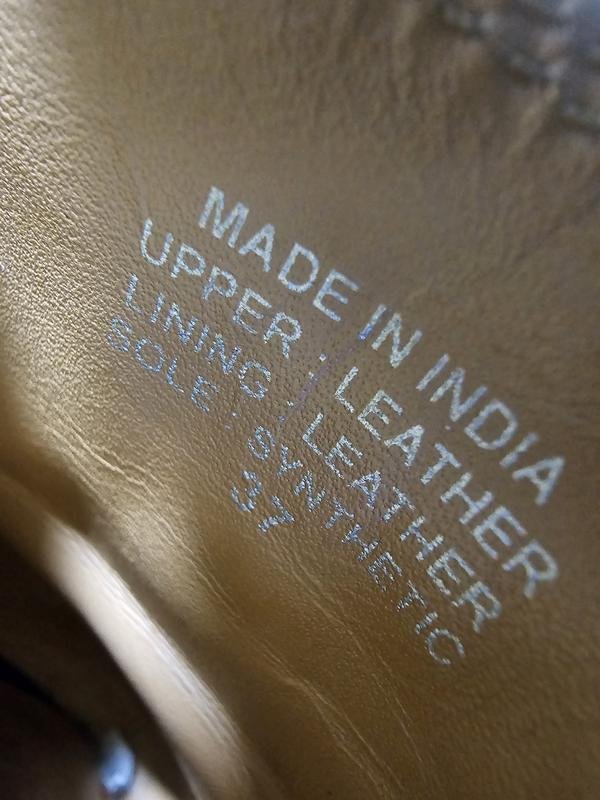 MADE IN INDIA
UPPER : LEATHER
LINING : LEATHER
SOLE : SYNTHETIC
37